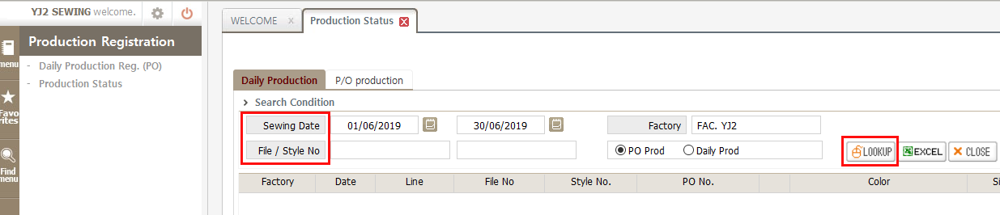 YJ2 SEWING welcome.
WELCOME x
Production Status
menu
Production Registration
- Daily Production Reg. (PO)
- Production Status
Favo
rites
Find
menu
Daily Production
P/O production
> Search Condition
Sewing Date 01/06/2019 30/06/2019 Factory FAC. YJ2
File / Style No PO Prod Daily Prod LOOKUP EXCEL CLOSE
Factory Date Line File No Style No. PO No. Color Si